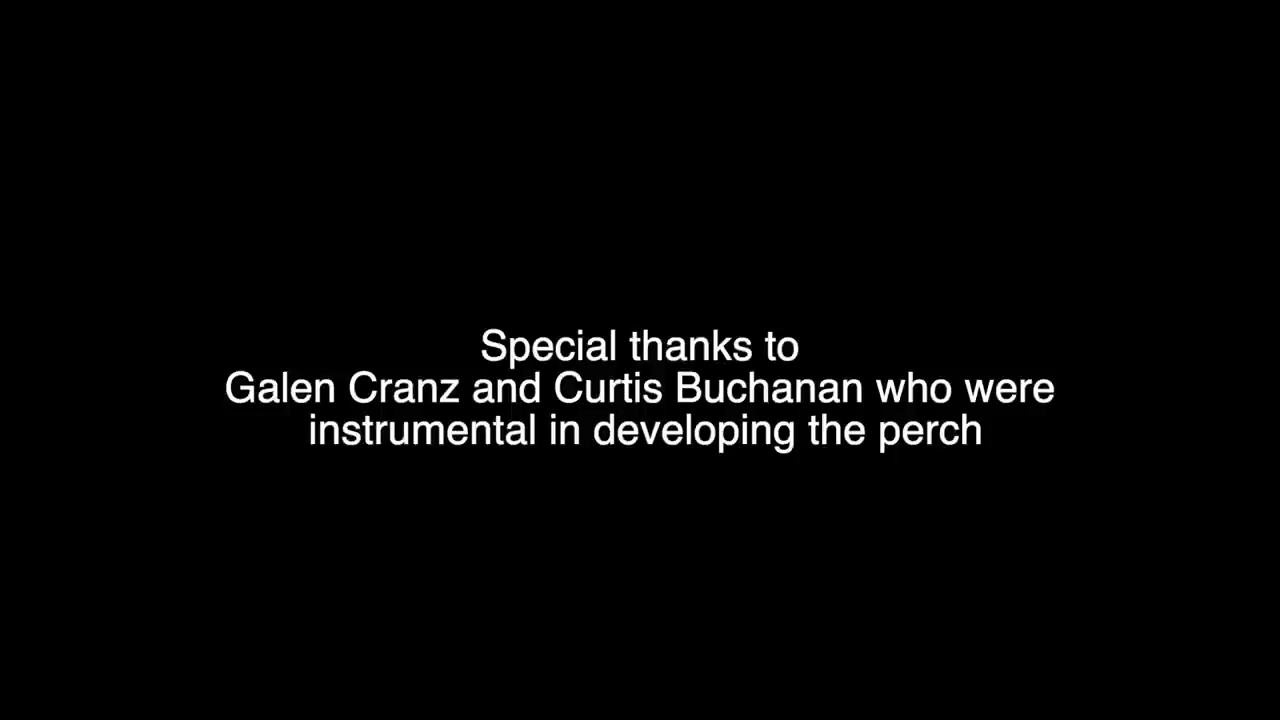 Special thanks to
Galen Cranz and Curtis Buchanan who were
instrumental in developing the perch